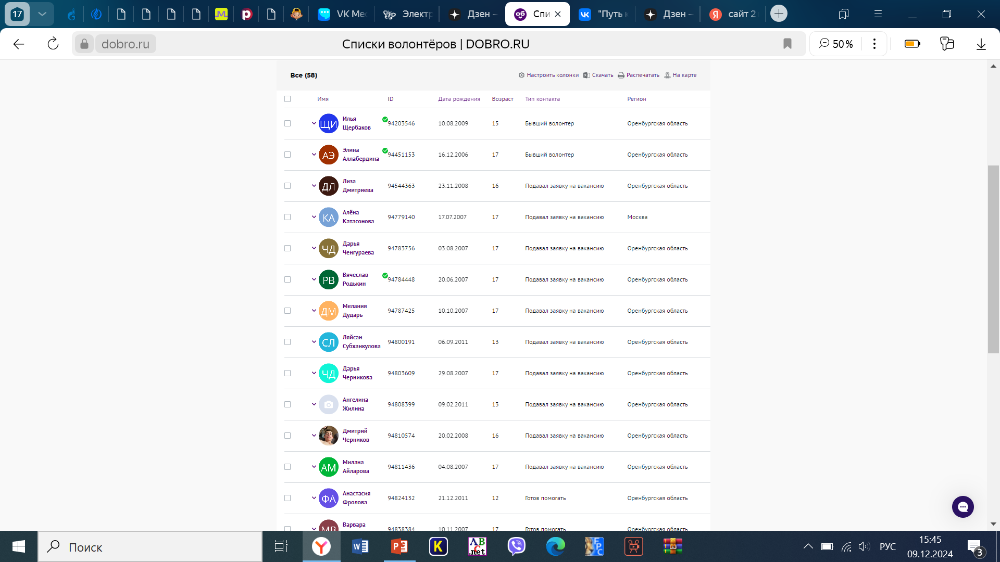 17 VK Mес Электр Дзен – Спи "Путь к Дзен – сайт 2
dobro.ru Списки волонтёров | DOBRO.RU 50 %
Все (58) Настроить колонки Скачать Распечатать На карте
Имя ID Дата рождения Возраст Тип контакта Регион
ЩИ Илья Щербаков 94203546 10.08.2009 15 Бывший волонтер Оренбургская область
АЭ Элина Аллабердина 94451153 16.12.2006 17 Бывший волонтер Оренбургская область
ДЛ Лиза Дмитриева 94544363 23.11.2008 16 Подавал заявку на вакансию Оренбургская область
КА Алёна Катасонова 94779140 17.07.2007 17 Подавал заявку на вакансию Москва
ЧД Дарья Ченгураева 94783756 03.08.2007 17 Подавал заявку на вакансию Оренбургская область
РВ Вячеслав Родькин 94784448 20.06.2007 17 Подавал заявку на вакансию Оренбургская область
ДМ Мелания Дударь 94787425 10.10.2007 17 Подавал заявку на вакансию Оренбургская область
СЛ Ляйсан Субханкулова 94800191 06.09.2011 13 Подавал заявку на вакансию Оренбургская область
ЧД Дарья Черникова 94803609 29.08.2007 17 Подавал заявку на вакансию Оренбургская область
Ангелина Жилина 94808399 09.02.2011 13 Подавал заявку на вакансию Оренбургская область
Дмитрий Черников 94810574 20.02.2008 16 Подавал заявку на вакансию Оренбургская область
АМ Милана Айларова 94811436 04.08.2007 17 Подавал заявку на вакансию Оренбургская область
ФА Анастасия Фролова 94824132 21.12.2011 12 Готов помогать Оренбургская область
МВ Варвара 94838384 10.11.2007 17 Готов помогать Оренбургская область
Поиск РУС 15:45
09.12.2024 3